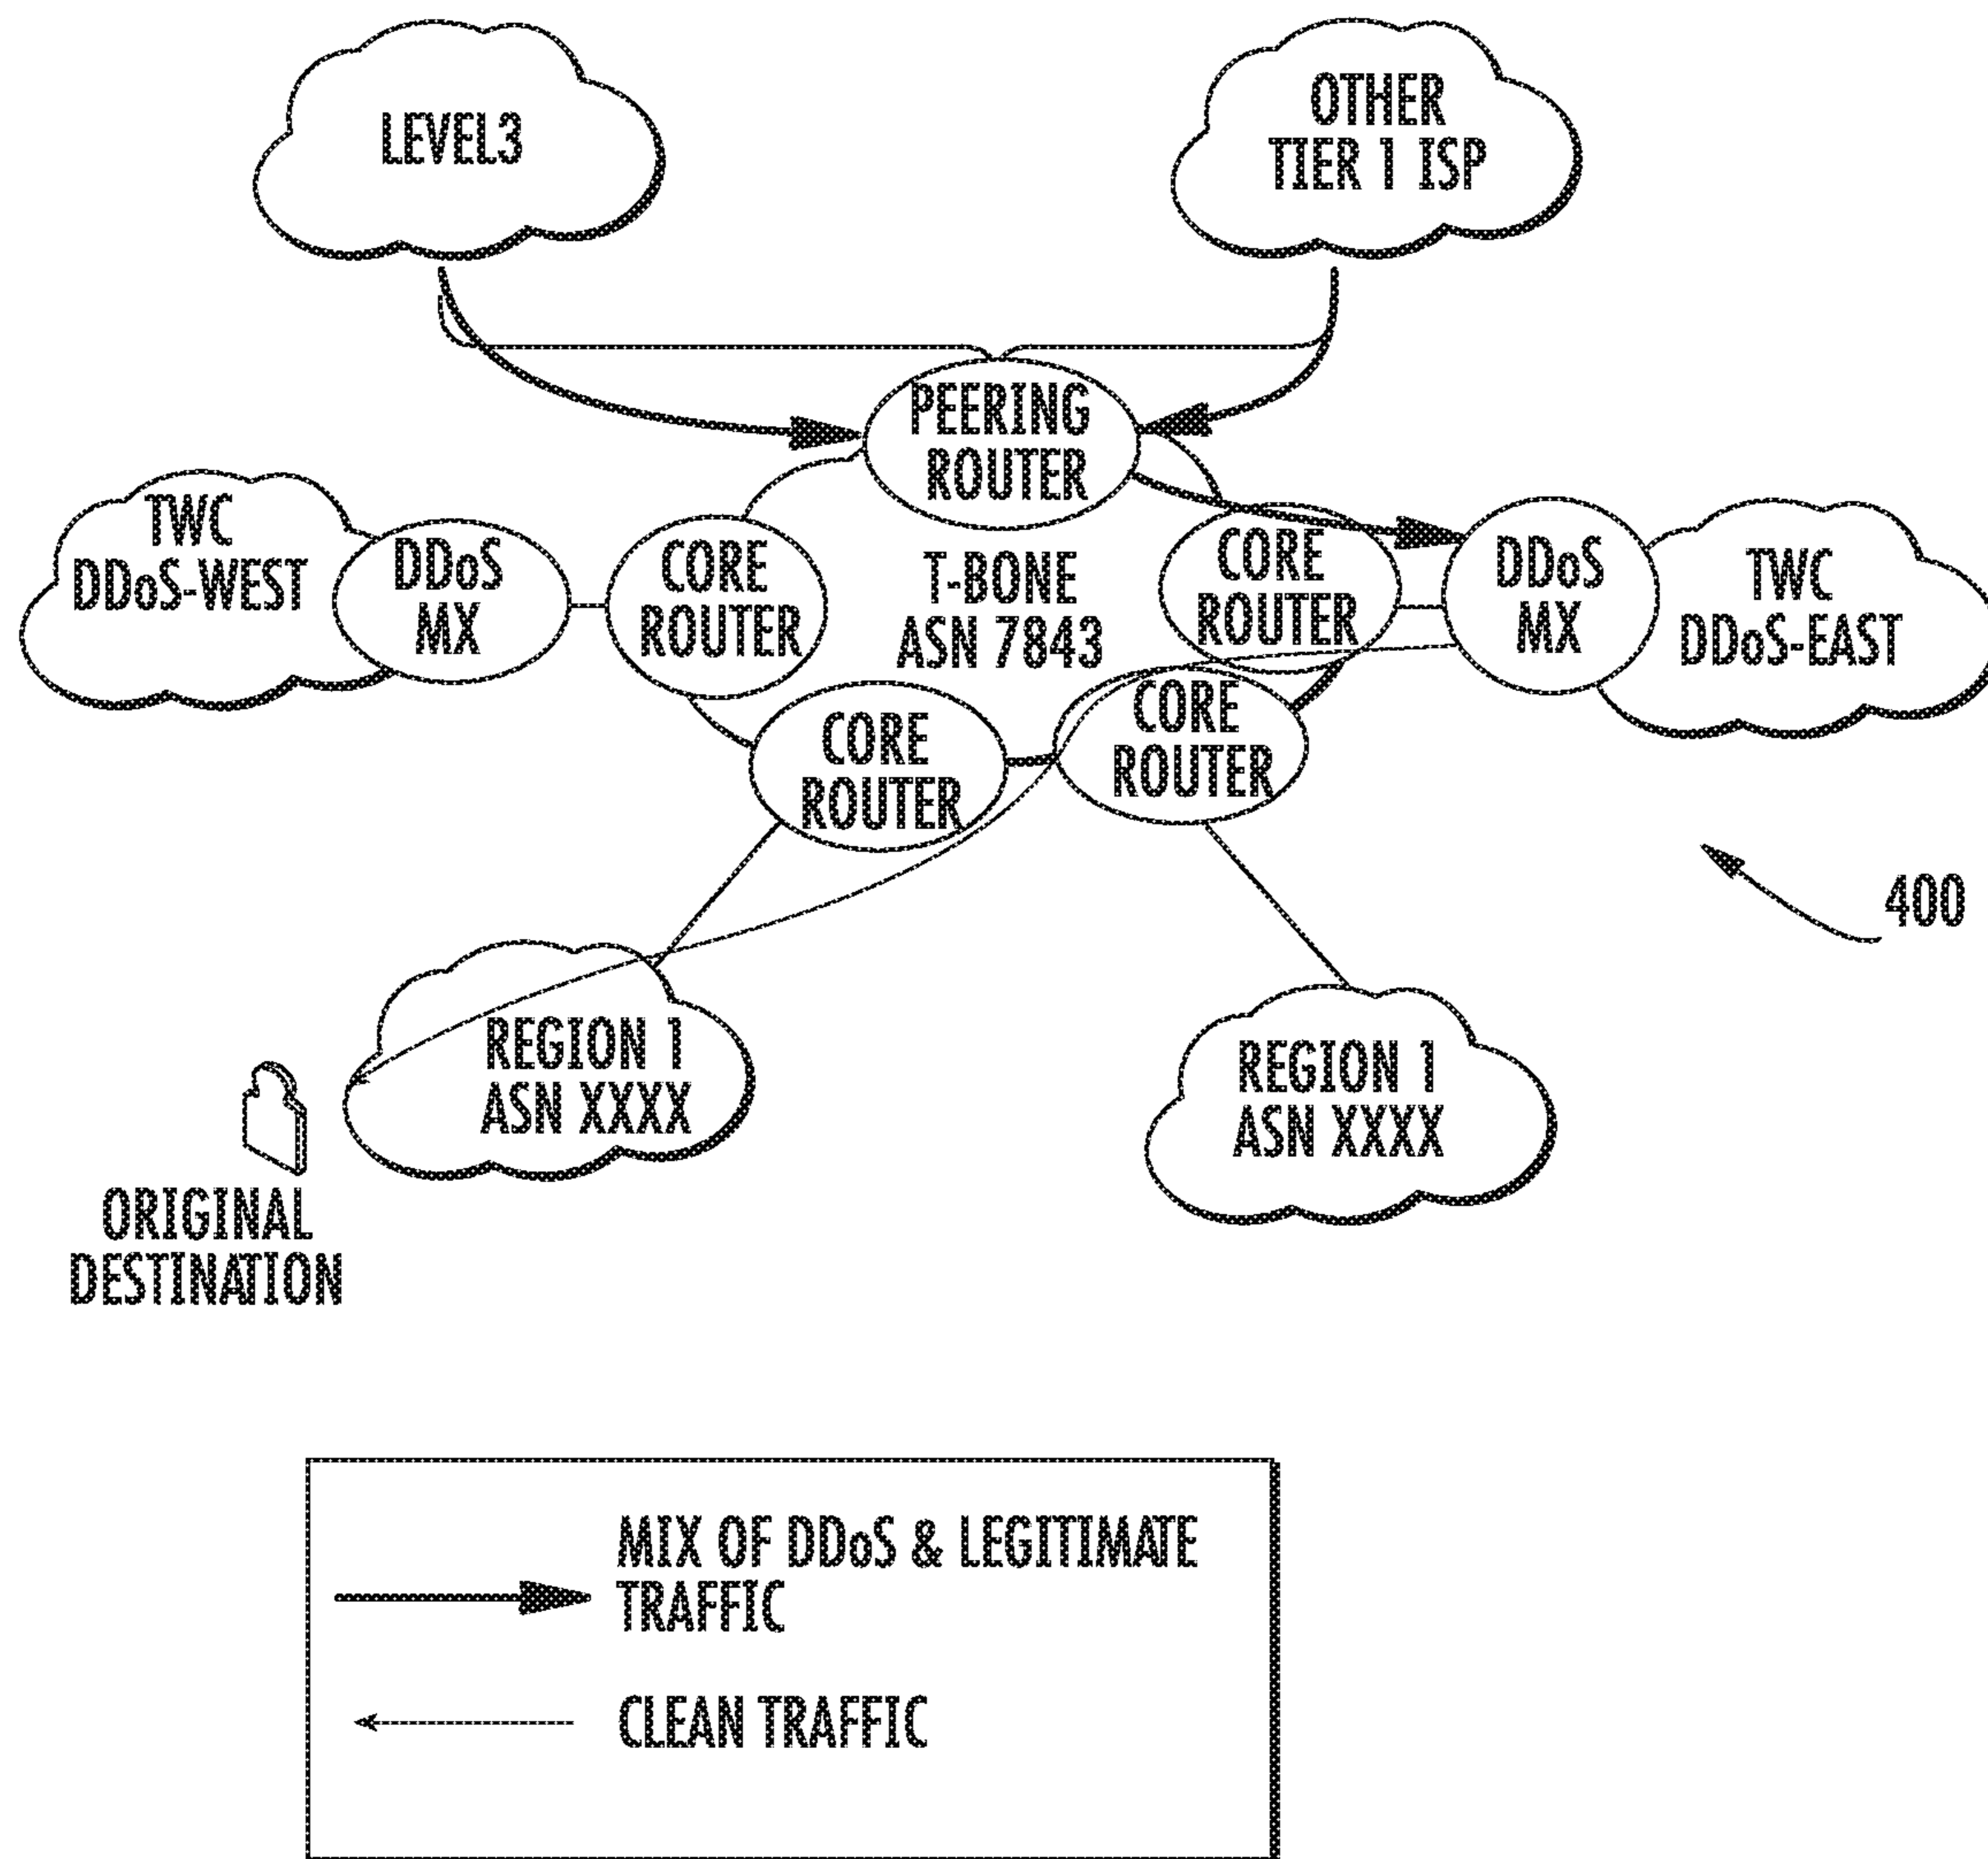 LEVEL3
OTHER
TIER 1 ISP
PEERING
ROUTER
TWC
DDoS-WEST
DDoS
MX
CORE
ROUTER
T-BONE
ASN 7843
CORE
ROUTER
DDoS
MX
TWC
DDoS-EAST
CORE
ROUTER
CORE
ROUTER
400
REGION 1
ASN XXXX
REGION 1
ASN XXXX
ORIGINAL
DESTINATION
MIX OF DDoS & LEGITIMATE
TRAFFIC
CLEAN TRAFFIC